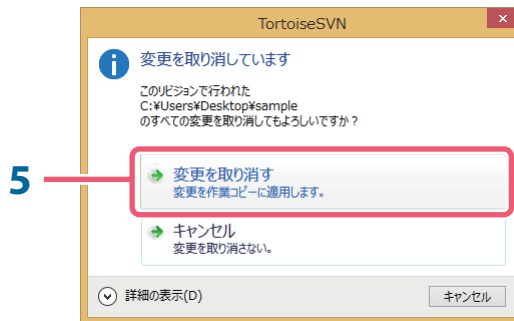 TortoiseSVN
変更を取り消しています
このリビジョンで行われた
C:¥Users¥Desktop¥sample
のすべての変更を取り消してもよろしいですか？
5
変更を取り消す
変更を作業コピーに適用します。
キャンセル
変更を取り消さない。
詳細の表示(D)
キャンセル